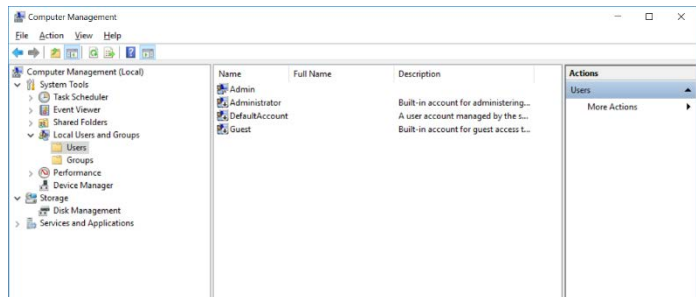 Computer Management
File Action View Help
Computer Management (Local)
System Tools
Task Scheduler
Event Viewer
Shared Folders
Local Users and Groups
Users
Groups
Performance
Device Manager
Storage
Disk Management
Services and Applications
Name Full Name Description
Admin
Administrator Built-in account for administering...
DefaultAccount A user account managed by the s...
Guest Built-in account for guest access t...
Actions
Users
More Actions